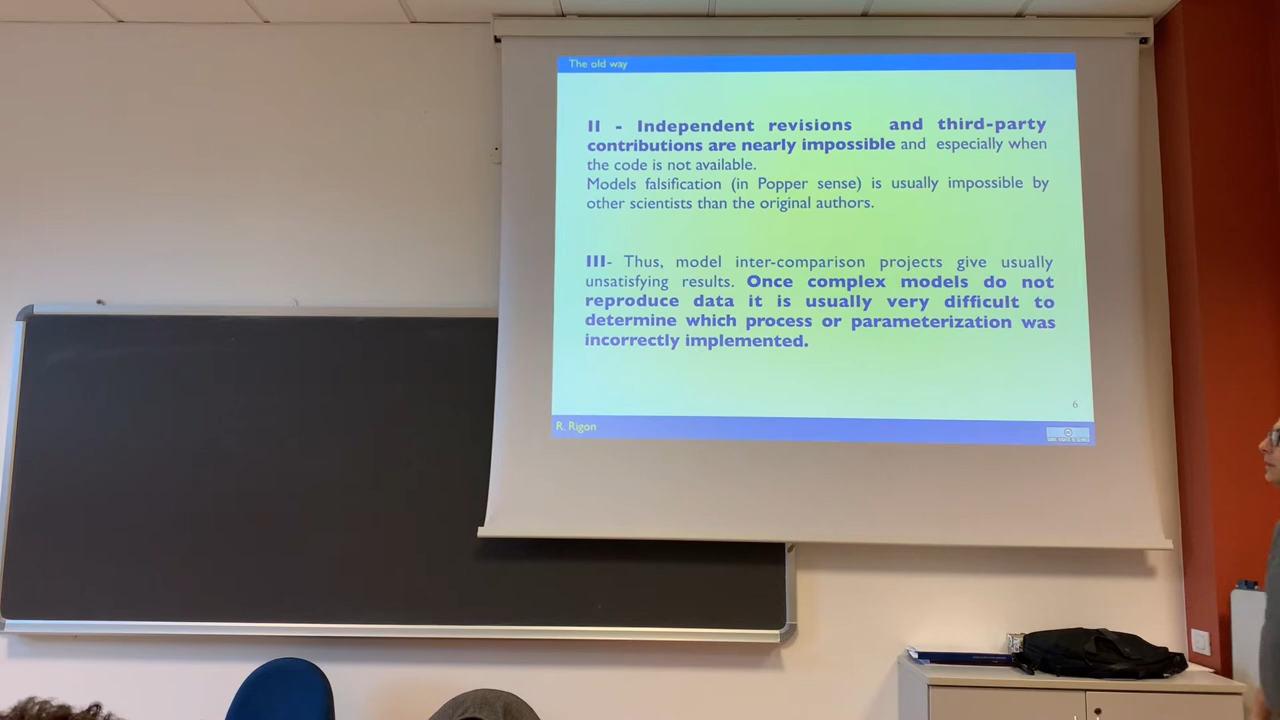 The old way
II - Independent revisions and third-party
contributions are nearly impossible and especially when
the code is not available.
Models falsification (in Popper sense) is usually impossible by
other scientists than the original authors.
III- Thus, model inter-comparison projects give usually
unsatisfying results. Once complex models do not
reproduce data it is usually very difficult to
determine which process or parameterization was
incorrectly implemented.
6
R. Rigon